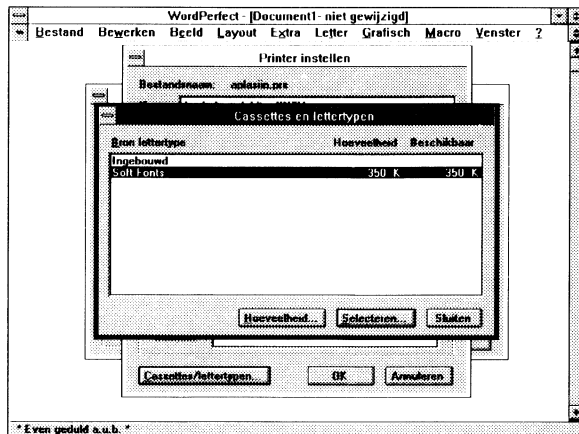 WordPerfect - [Document1- niet gewijzigd]
Bestand Bewerken Beeld Layout Extra Letter Grafisch Macro Venster ?
Printer instellen
Bestandsnaam: aplasiin.prs
Cassettes en lettertypen
Bron lettertype Hoeveelheid Beschikbaar
Ingebouwd
Soft Fonts 350 K 350 K
Hoeveelheid... Selecteren... Sluiten
Cassettes/lettertypen... OK Annuleren
* Even geduld a.u.b. *